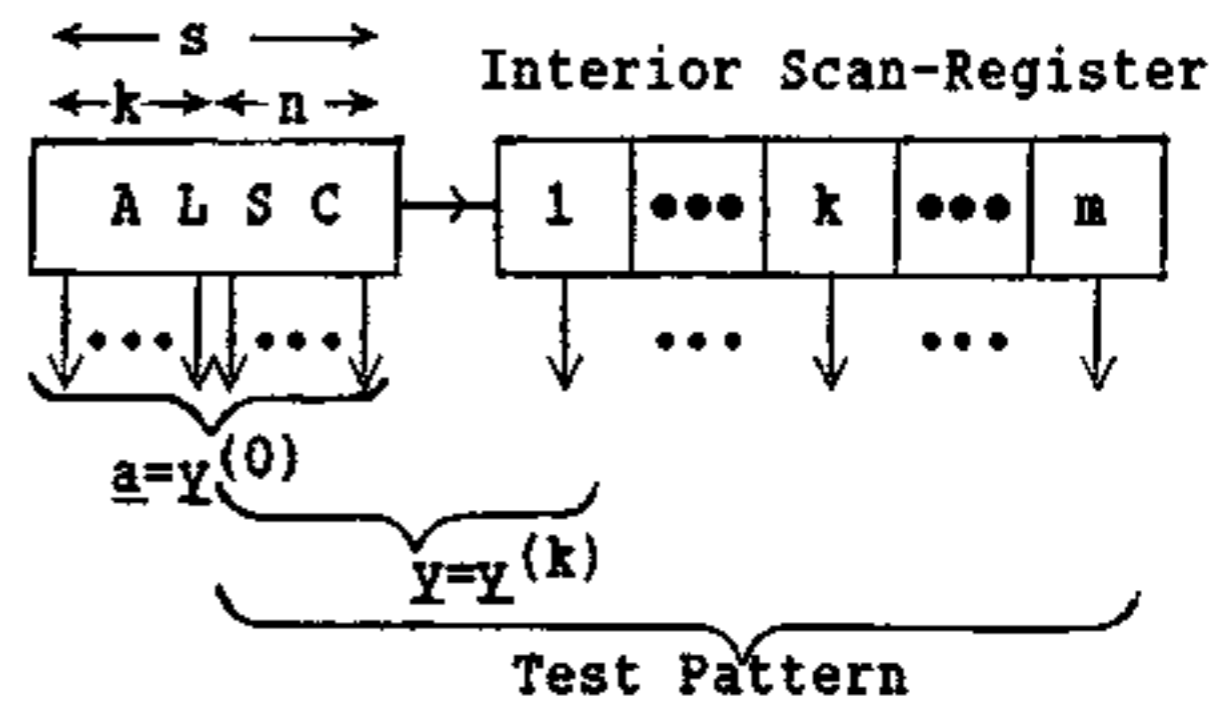 s
k n Interior Scan-Register
A L S C 1 ••• k ••• m
••• ••• ••• •••
a=y(0)
y=y(k)
Test Pattern